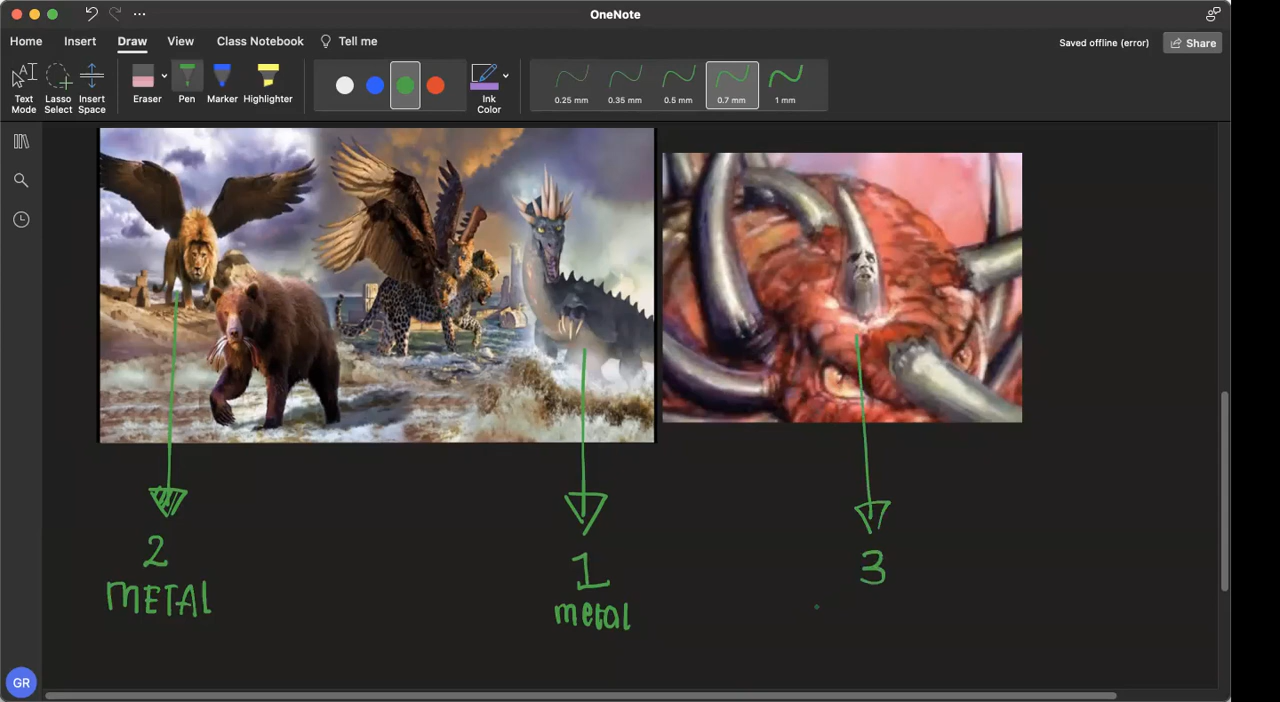 OneNote
Home Insert Draw View Class Notebook Tell me
Saved offline (error) Share
Text Mode
Lasso Select
Insert Space
Eraser
Pen
Marker
Highlighter
Ink Color
0.25 mm
0.35 mm
0.5 mm
0.7 mm
1 mm
2
METAL
1
metal
3
GR